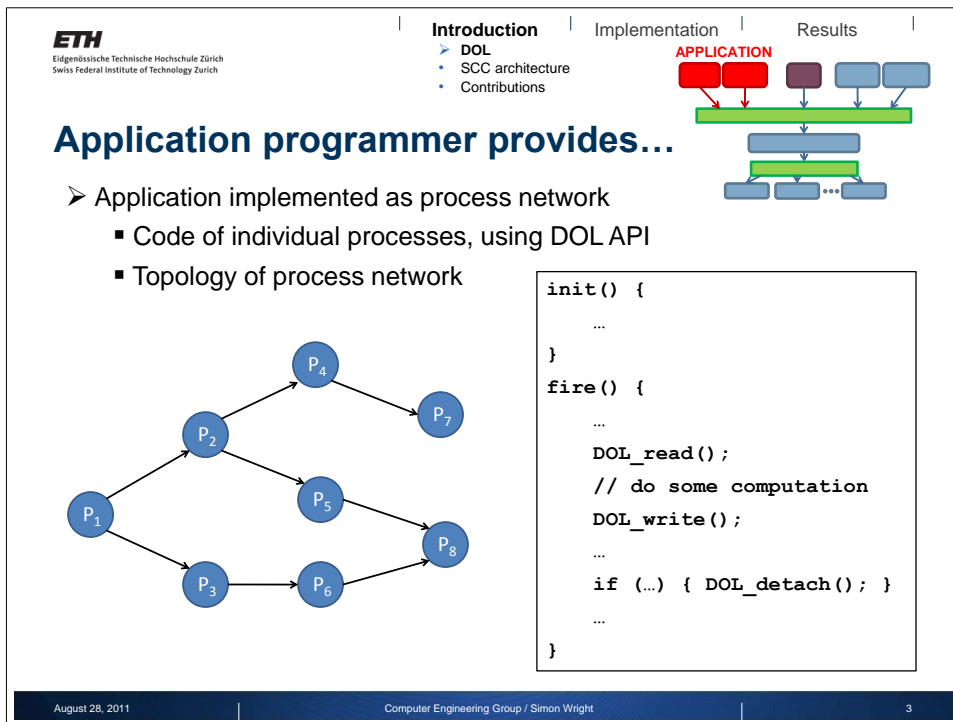 ETH
Eidgenössische Technische Hochschule Zürich
Swiss Federal Institute of Technology Zurich
Introduction
➢ DOL
• SCC architecture
• Contributions
Implementation
Results
APPLICATION
Application programmer provides…
➢ Application implemented as process network
▪ Code of individual processes, using DOL API
▪ Topology of process network
P1
P2
P3
P4
P5
P6
P7
P8
init() {
…
}
fire() {
…
DOL_read();
// do some computation
DOL_write();
…
if (…) { DOL_detach(); }
…
}
August 28, 2011
Computer Engineering Group / Simon Wright
3